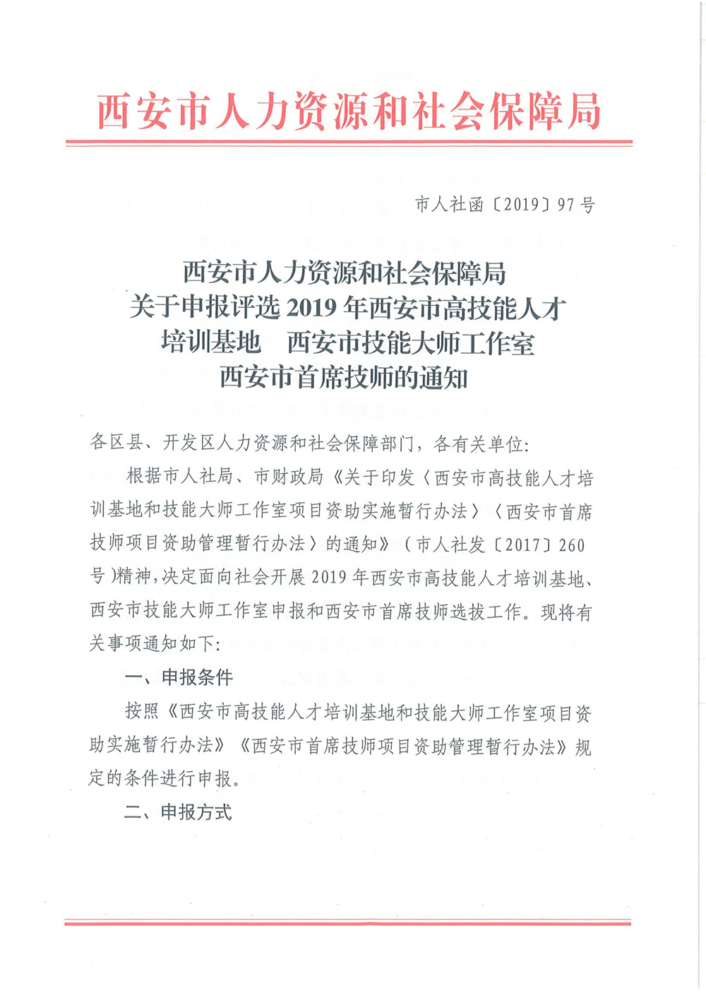 西安市人力资源和社会保障局
市人社函〔2019〕97号
西安市人力资源和社会保障局
关于申报评选2019年西安市高技能人才
培训基地　西安市技能大师工作室
西安市首席技师的通知
各区县、开发区人力资源和社会保障部门，各有关单位：
根据市人社局、市财政局《关于印发〈西安市高技能人才培
训基地和技能大师工作室项目资助实施暂行办法〉〈西安市首席
技师项目资助管理暂行办法〉的通知》（市人社发〔2017〕260
号)精神，决定面向社会开展2019年西安市高技能人才培训基地、
西安市技能大师工作室申报和西安市首席技师选拔工作。现将有
关事项通知如下：
一、申报条件
按照《西安市高技能人才培训基地和技能大师工作室项目资
助实施暂行办法》《西安市首席技师项目资助管理暂行办法》规
定的条件进行申报。
二、申报方式